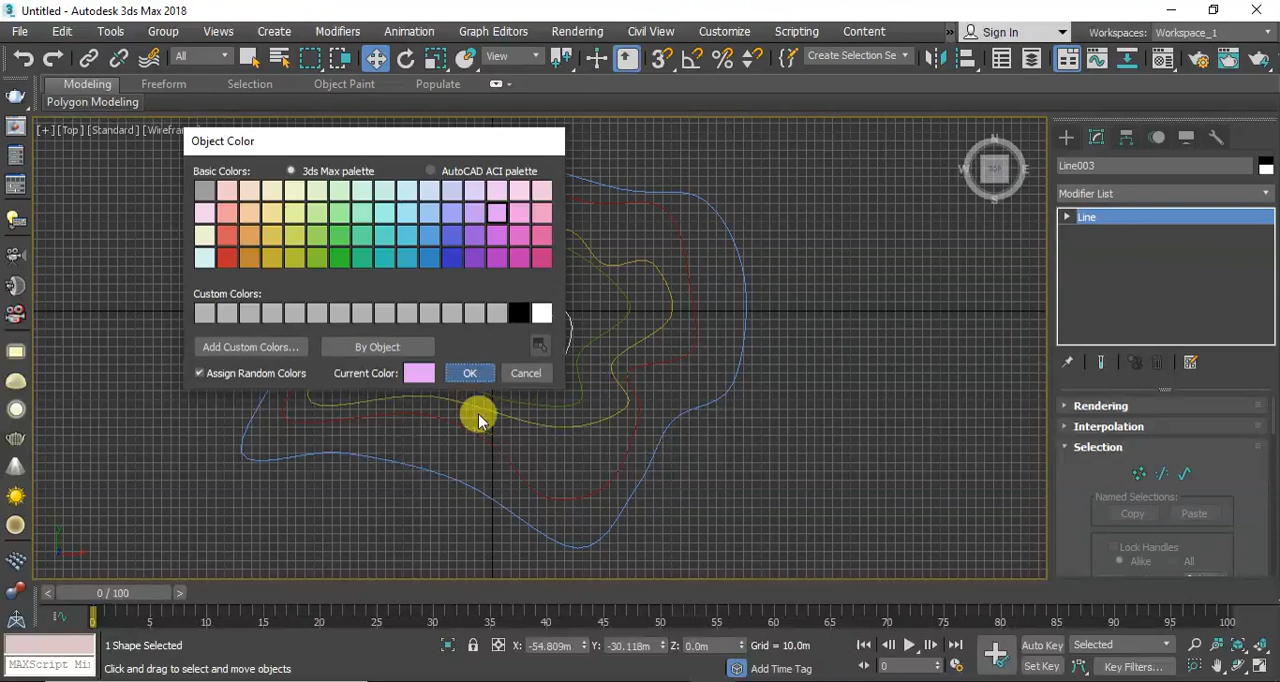 Untitled - Autodesk 3ds Max 2018
File Edit Tools Group Views Create Modifiers Animation Graph Editors Rendering Civil View Customize Scripting Content » Sign In Workspaces: Workspace_1
All View Create Selection Se
Modeling Freeform Selection Object Paint Populate
Polygon Modeling
[+] [Top] [Standard] [Wirefram
Object Color
Basic Colors: 3ds Max palette AutoCAD ACI palette
Custom Colors:
Add Custom Colors... By Object
Assign Random Colors Current Color: OK Cancel
N
W TOP E
S
Line003
Modifier List
Line
Rendering
Interpolation
Selection
Named Selections:
Copy Paste
Lock Handles
Alike All
< 0 / 100 >
0 5 10 15 20 25 30 35 40 45 50 55 60 65 70 75 80 85 90 95 100
1 Shape Selected X: -54.809m Y: -30.118m Z: 0.0m Grid = 10.0m Auto Key Selected
MAXScript Mi Click and drag to select and move objects Add Time Tag 0 Set Key Key Filters...